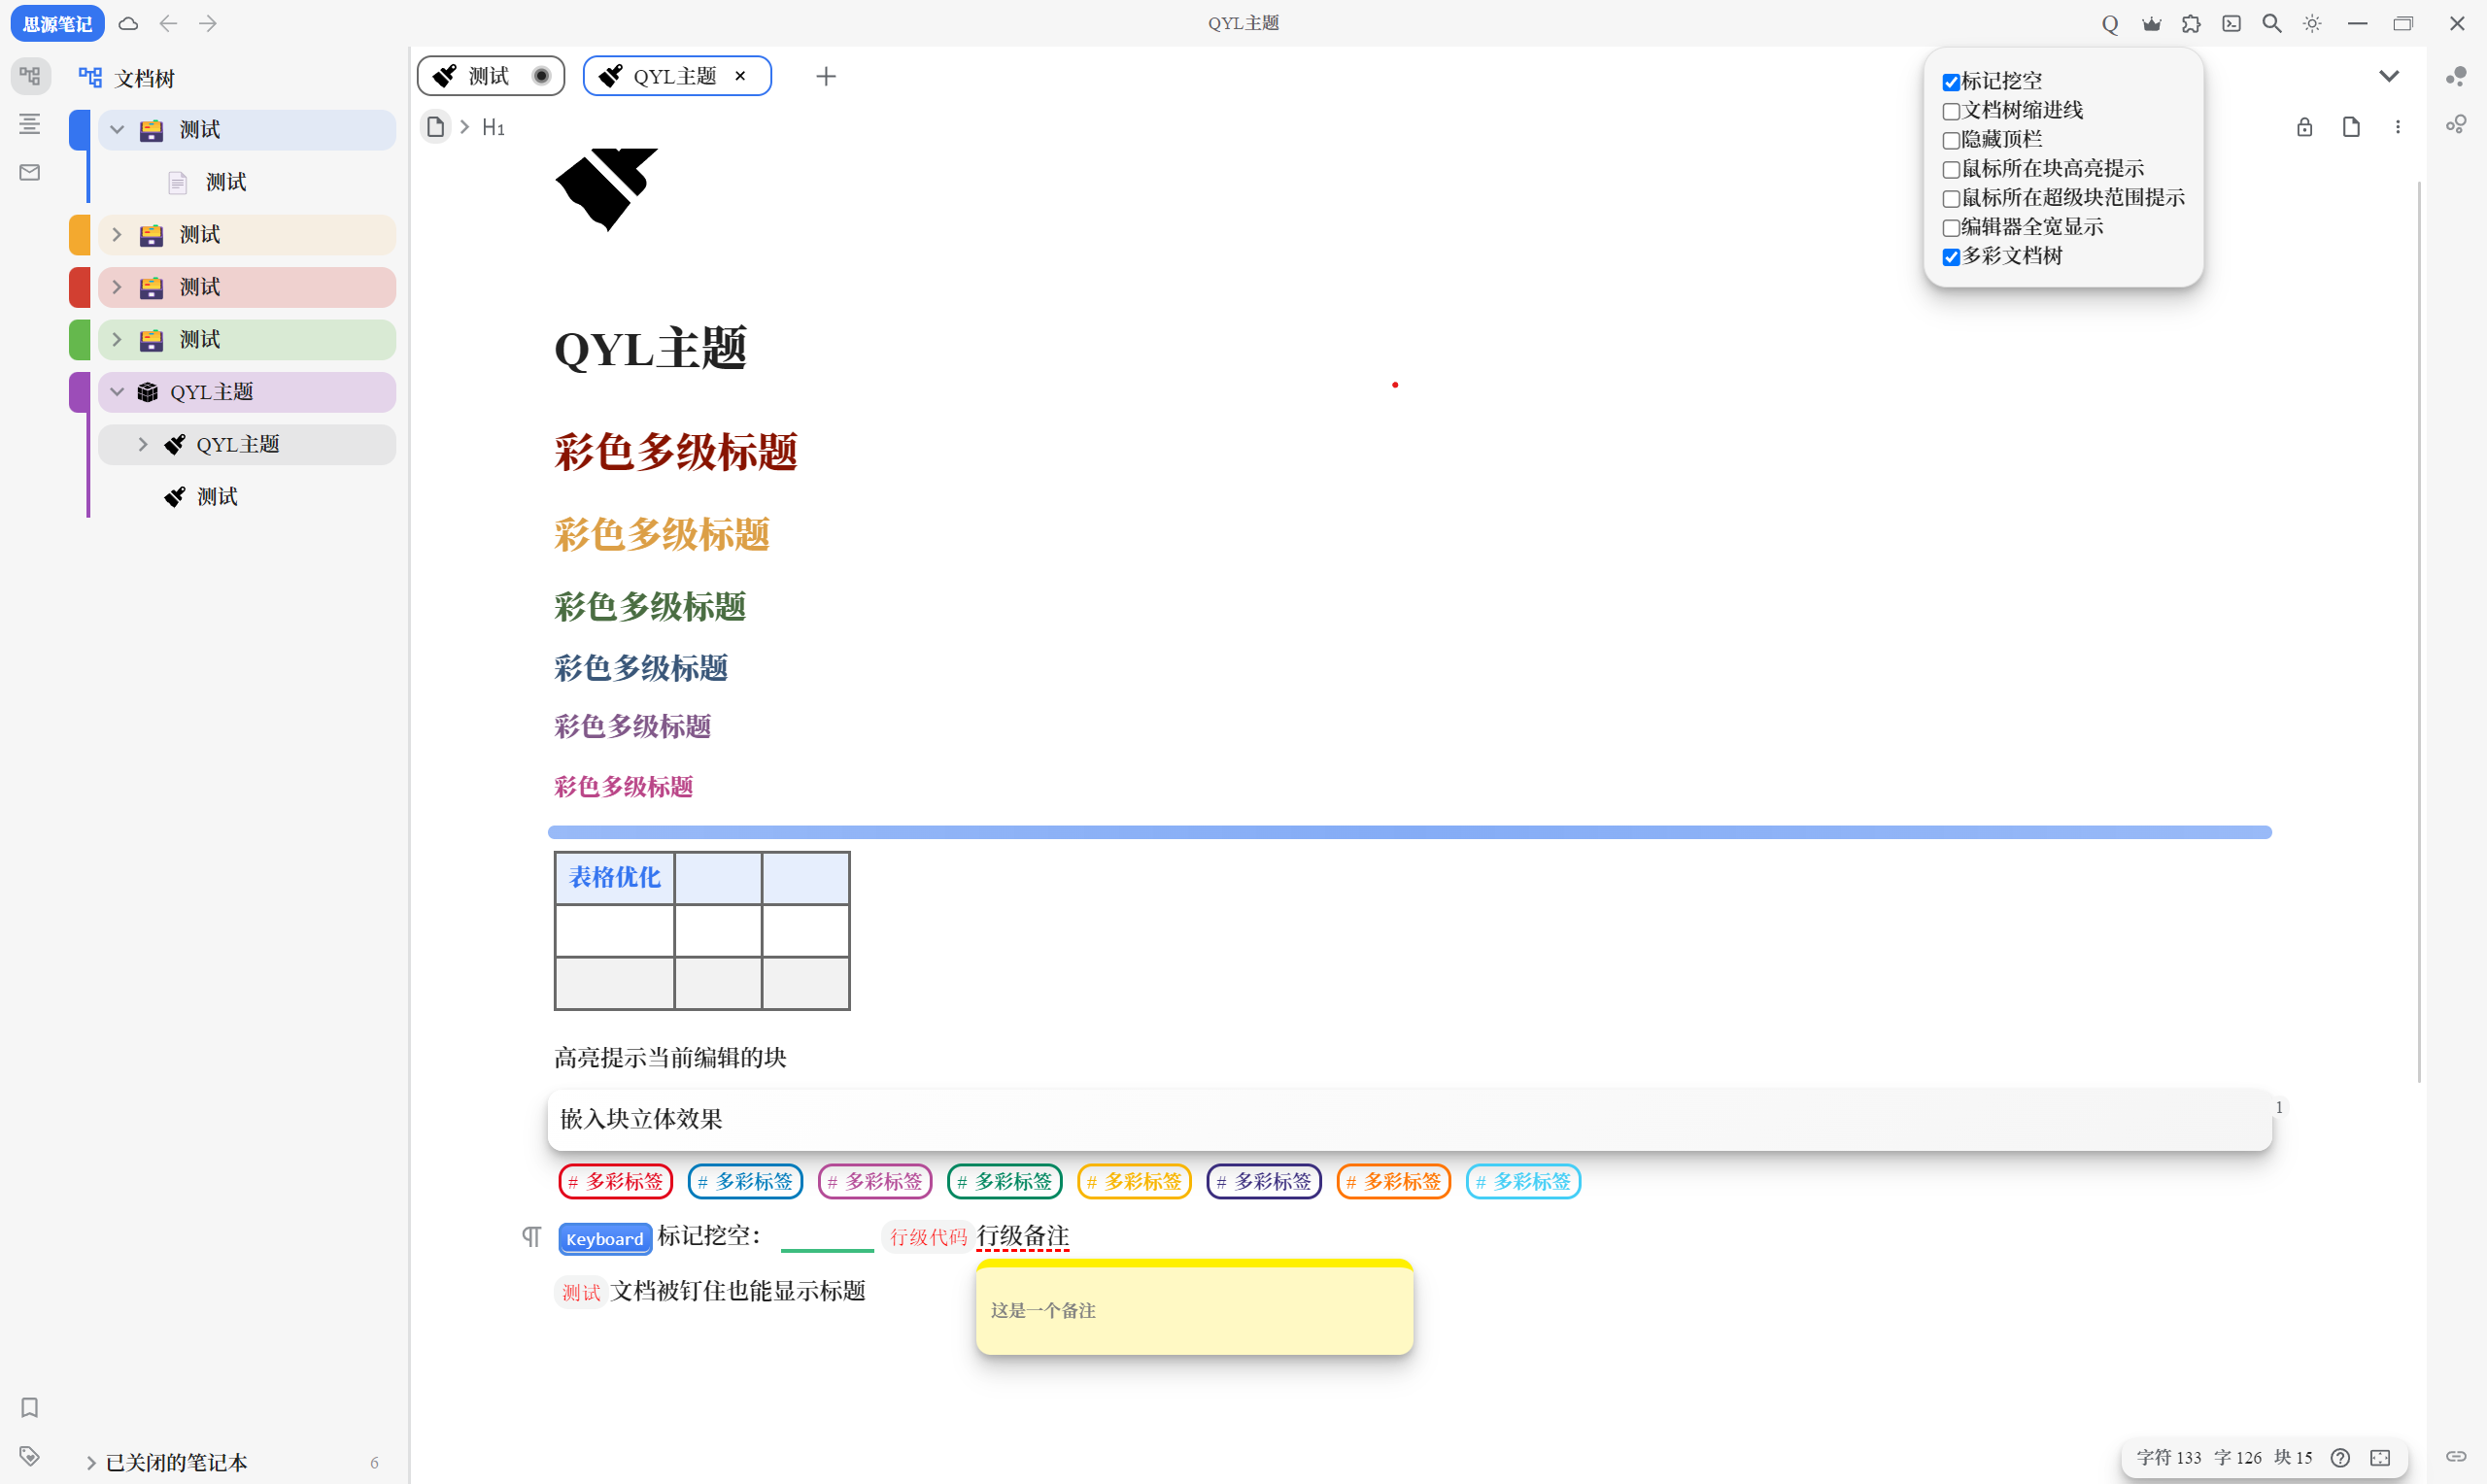 思源笔记
QYL主题
文档树
测试
测试
测试
测试
测试
QYL主题
QYL主题
测试
已关闭的笔记本 6
测试 QYL主题
H1
Q
标记挖空
文档树缩进线
隐藏顶栏
鼠标所在块高亮提示
鼠标所在超级块范围提示
编辑器全宽显示
多彩文档树
QYL主题
彩色多级标题
彩色多级标题
彩色多级标题
彩色多级标题
彩色多级标题
彩色多级标题
表格优化
高亮提示当前编辑的块
嵌入块立体效果 1
# 多彩标签 # 多彩标签 # 多彩标签 # 多彩标签 # 多彩标签 # 多彩标签 # 多彩标签 # 多彩标签
Keyboard 标记挖空： 行级代码 行级备注
测试 文档被钉住也能显示标题
这是一个备注
字符 133 字 126 块 15